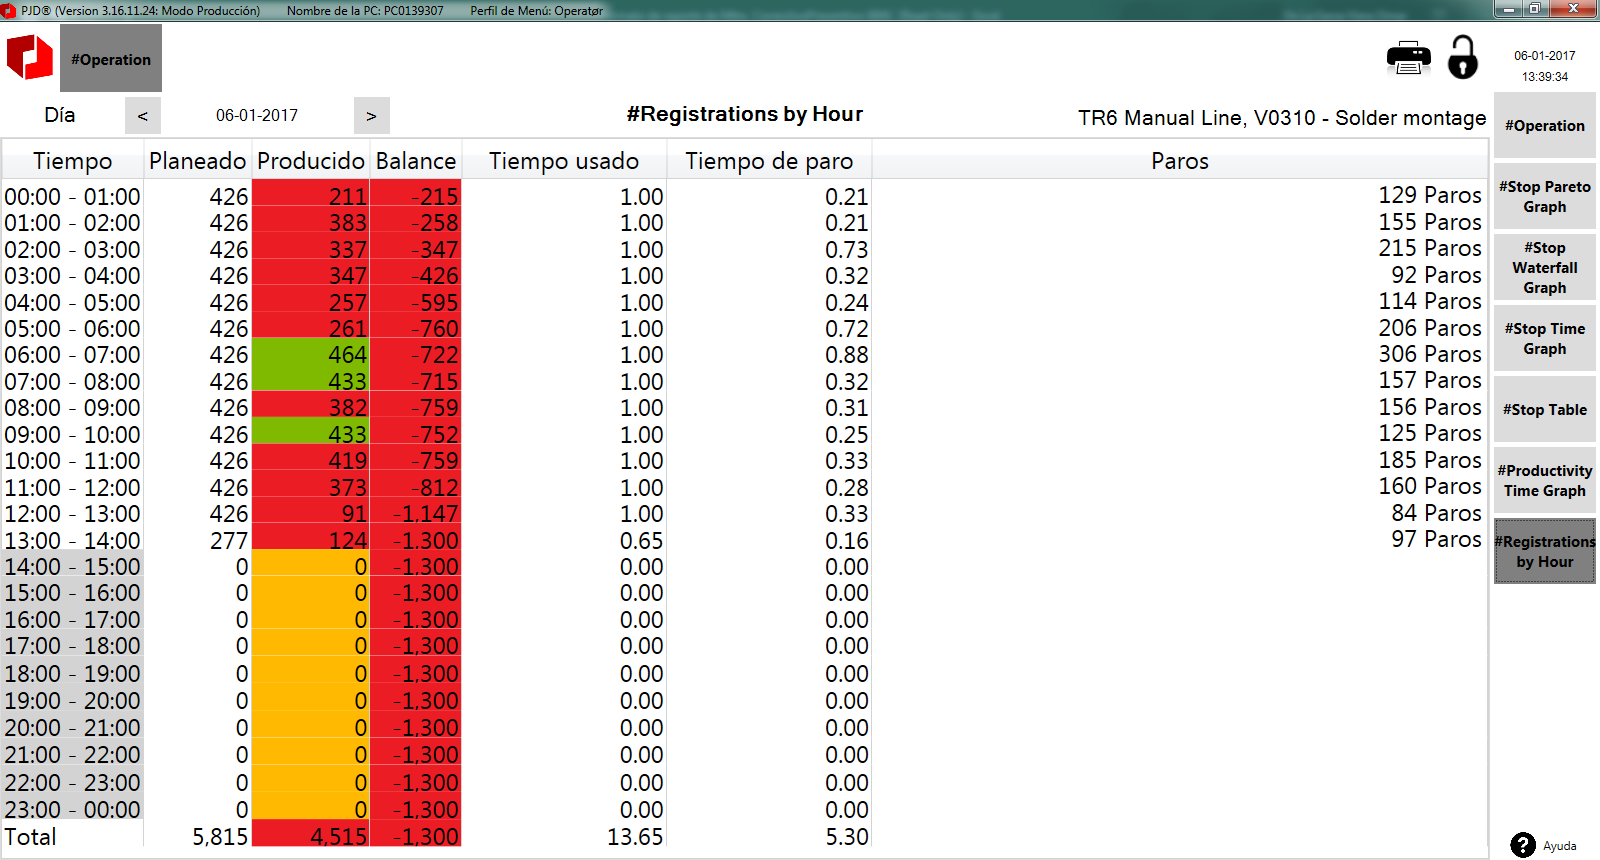 PJD® (Version 3.16.11.24: Modo Producción) Nombre de la PC: PC0139307 Perfil de Menú: Operatør
#Operation
06-01-2017
13:39:34
Día < 06-01-2017 > #Registrations by Hour TR6 Manual Line, V0310 - Solder montage
Tiempo Planeado Producido Balance Tiempo usado Tiempo de paro Paros
00:00 - 01:00 426 211 -215 1.00 0.21 129 Paros
01:00 - 02:00 426 383 -258 1.00 0.21 155 Paros
02:00 - 03:00 426 337 -347 1.00 0.73 215 Paros
03:00 - 04:00 426 347 -426 1.00 0.32 92 Paros
04:00 - 05:00 426 257 -595 1.00 0.24 114 Paros
05:00 - 06:00 426 261 -760 1.00 0.72 206 Paros
06:00 - 07:00 426 464 -722 1.00 0.88 306 Paros
07:00 - 08:00 426 433 -715 1.00 0.32 157 Paros
08:00 - 09:00 426 382 -759 1.00 0.31 156 Paros
09:00 - 10:00 426 433 -752 1.00 0.25 125 Paros
10:00 - 11:00 426 419 -759 1.00 0.33 185 Paros
11:00 - 12:00 426 373 -812 1.00 0.28 160 Paros
12:00 - 13:00 426 91 -1,147 1.00 0.33 84 Paros
13:00 - 14:00 277 124 -1,300 0.65 0.16 97 Paros
14:00 - 15:00 0 0 -1,300 0.00 0.00
15:00 - 16:00 0 0 -1,300 0.00 0.00
16:00 - 17:00 0 0 -1,300 0.00 0.00
17:00 - 18:00 0 0 -1,300 0.00 0.00
18:00 - 19:00 0 0 -1,300 0.00 0.00
19:00 - 20:00 0 0 -1,300 0.00 0.00
20:00 - 21:00 0 0 -1,300 0.00 0.00
21:00 - 22:00 0 0 -1,300 0.00 0.00
22:00 - 23:00 0 0 -1,300 0.00 0.00
23:00 - 00:00 0 0 -1,300 0.00 0.00
Total 5,815 4,515 -1,300 13.65 5.30
#Operation
#Stop Pareto
Graph
#Stop
Waterfall
Graph
#Stop Time
Graph
#Stop Table
#Productivity
Time Graph
#Registrations
by Hour
? Ayuda